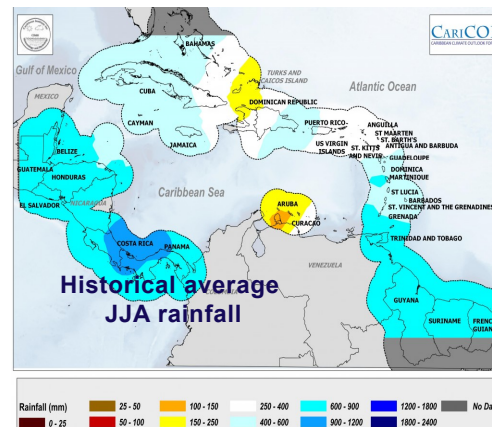 CARICO
CARIBBEAN CLIMATE OUTLOOK FOR
BAHAMAS
Gulf of Mexico
TURKS AND
CAICOS ISLAND
Atlantic Ocean
MEXICO
CUBA
DOMINICAN REPUBLIC
CAYMAN
PUERTO RICO
ANGUILLA
ST MAARTEN
ST. BARTH'S
JAMAICA
US VIRGIN
ISLANDS
ST. KITTS
AND NEVIS
ANTIGUA AND BARBUDA
BELIZE
GUADELOUPE
GUATEMALA
DOMINICA
HONDURAS
MARTINIQUE
Caribbean Sea
ST LUCIA
EL SALVADOR
NICARAGUA
ARUBA
BARBADOS
ST. VINCENT AND THE GRENADINES
GRENADA
CURACAO
COSTA RICA
PANAMA
TRINIDAD AND TOBAGO
VENEZUELA
Historical average
JJA rainfall
GUYANA
SURINAME
FRENC
GUIAN
Rainfall (mm)
25 - 50
100 - 150
250 - 400
600 - 900
1200 - 1800
No Da
0 - 25
50 - 100
150 - 250
400 - 600
900 - 1200
1800 - 2400